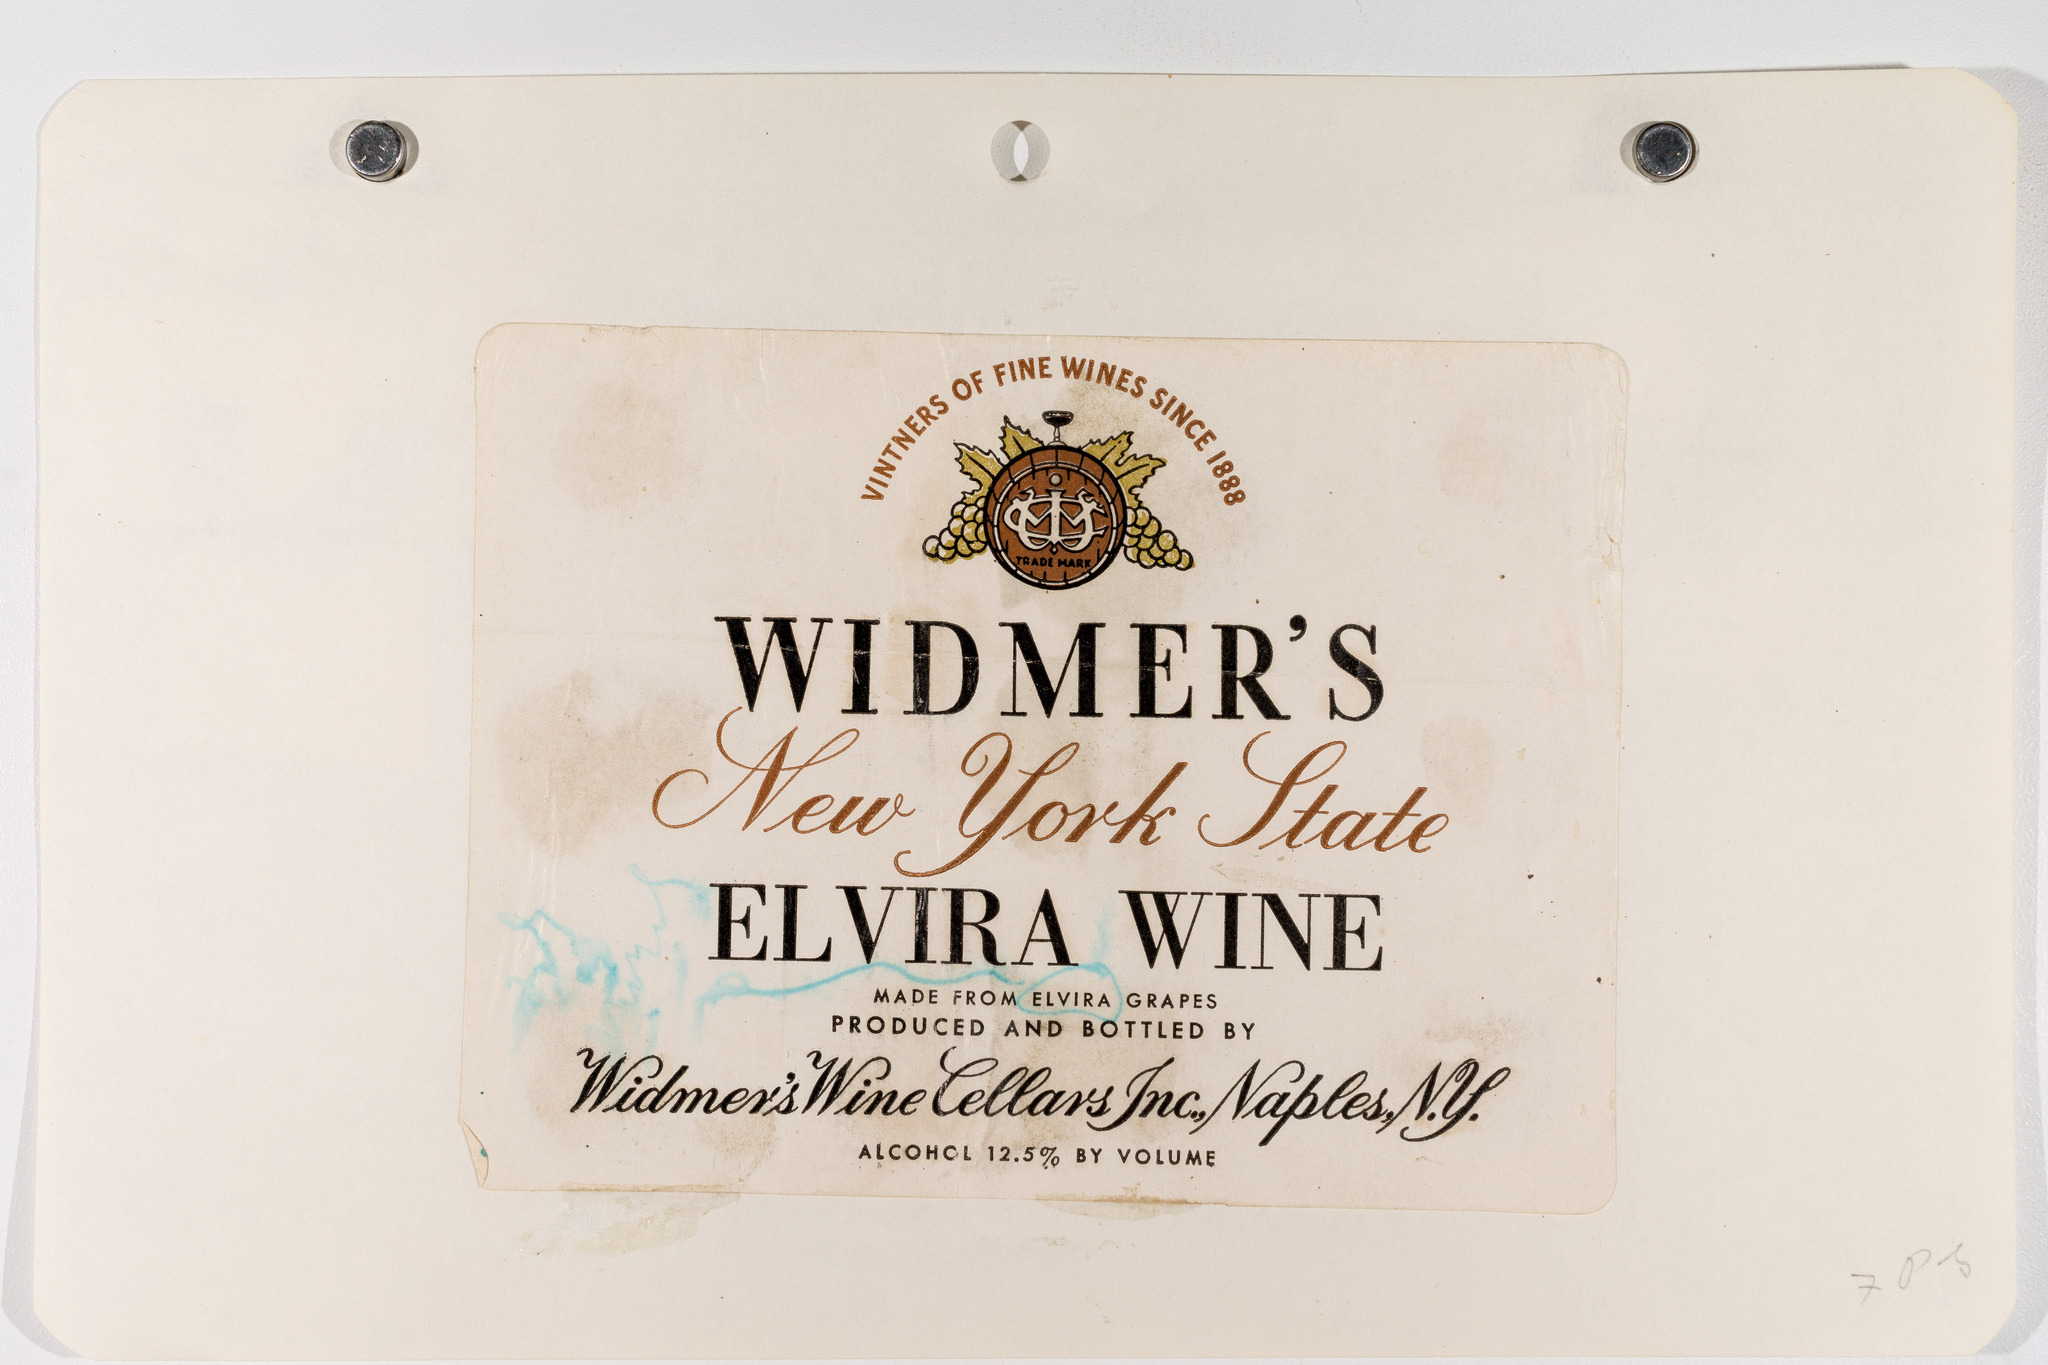 VINTNERS OF FINE WINES SINCE 1888
TRADE MARK
WIDMER'S
New York State
ELVIRA WINE
MADE FROM ELVIRA GRAPES
PRODUCED AND BOTTLED BY
Widmer's Wine Cellars Inc., Naples, N.Y.
ALCOHOL 12.5% BY VOLUME